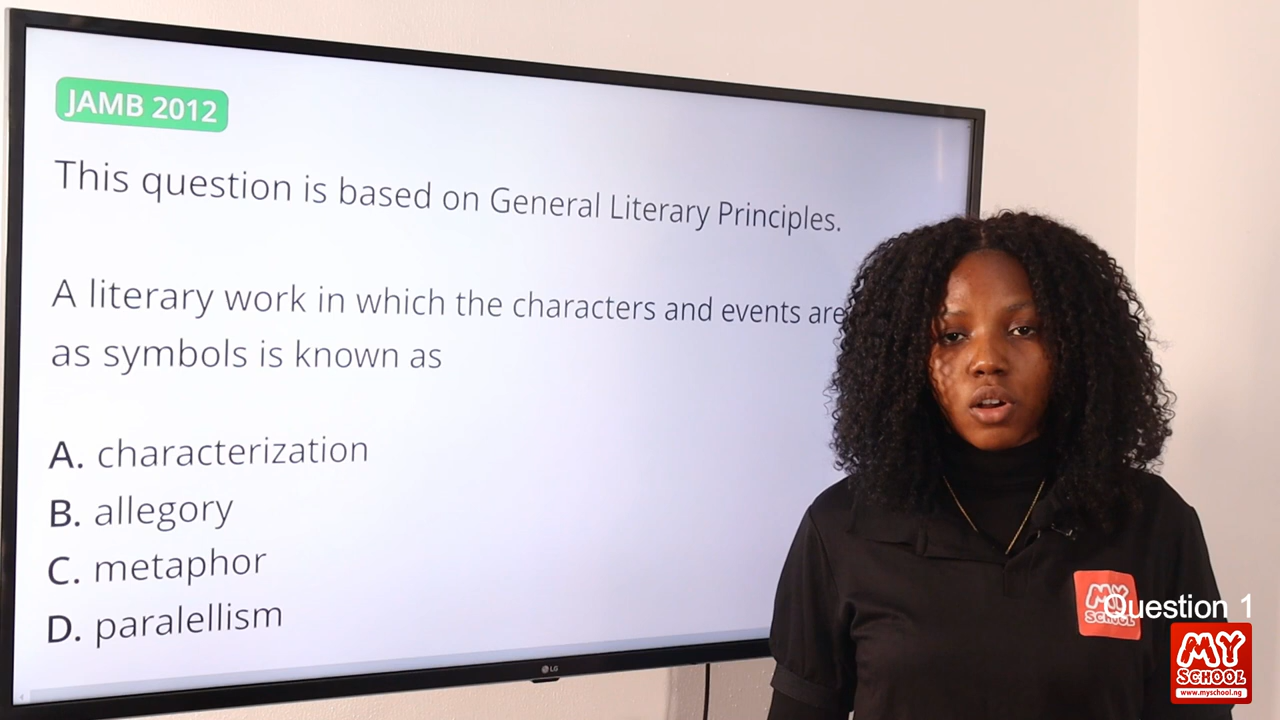 JAMB 2012
This question is based on General Literary Principles.
A literary work in which the characters and events are
as symbols is known as
A. characterization
B. allegory
C. metaphor
D. paralellism
LG
MY
SCHOOL
Question 1
MY
SCHOOL
www.myschool.ng